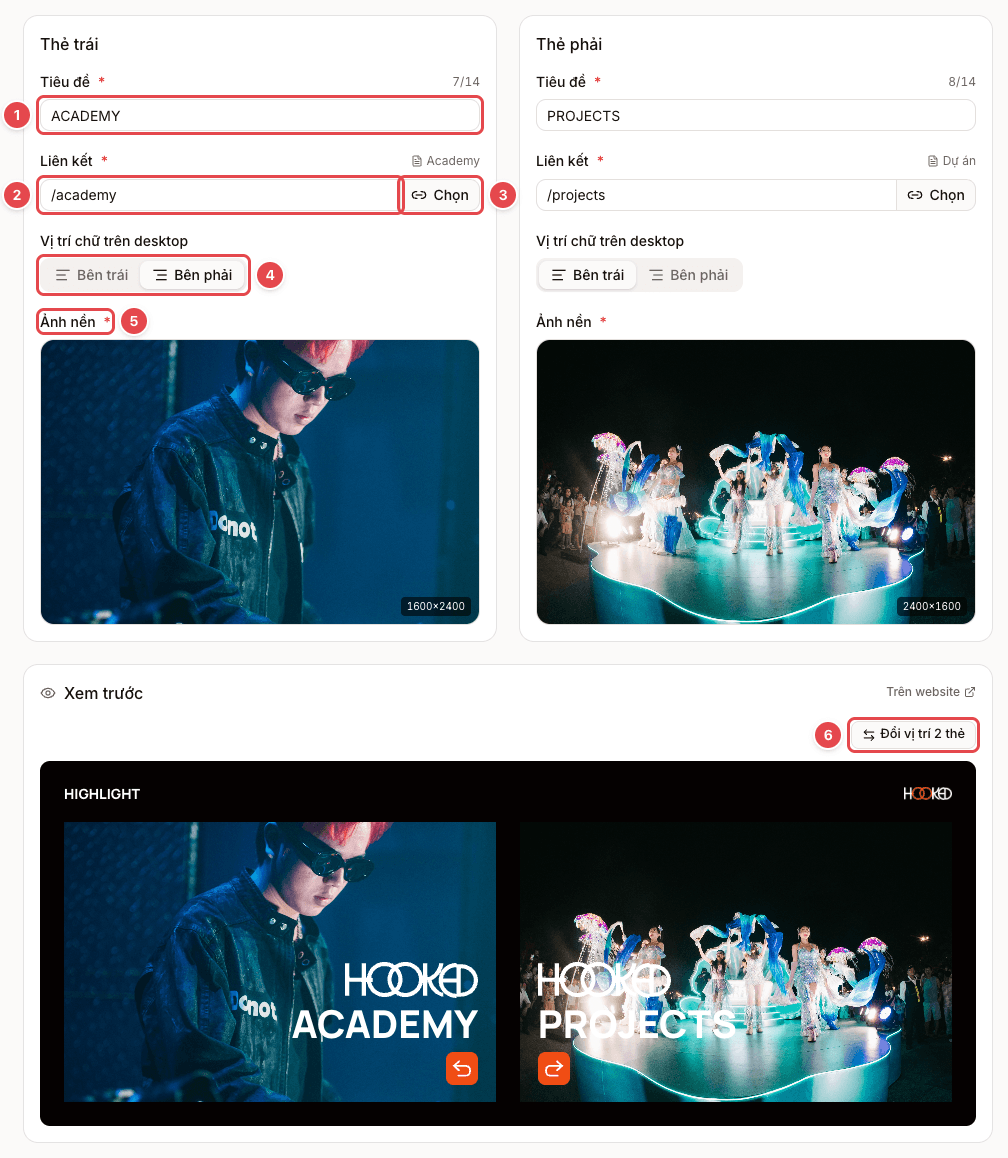 Thẻ trái
Tiêu đề *
7/14
1
ACADEMY
Liên kết *
Academy
2
/academy
Chọn
3
Vị trí chữ trên desktop
Bên trái
Bên phải
4
Ảnh nền *
5
Donot
1600×2400
Thẻ phải
Tiêu đề *
8/14
PROJECTS
Liên kết *
Dự án
/projects
Chọn
Vị trí chữ trên desktop
Bên trái
Bên phải
Ảnh nền *
2400×1600
Xem trước
Trên website
6
Đổi vị trí 2 thẻ
HIGHLIGHT
HOOKED
Donot
HOOKED
ACADEMY
HOOKED
PROJECTS